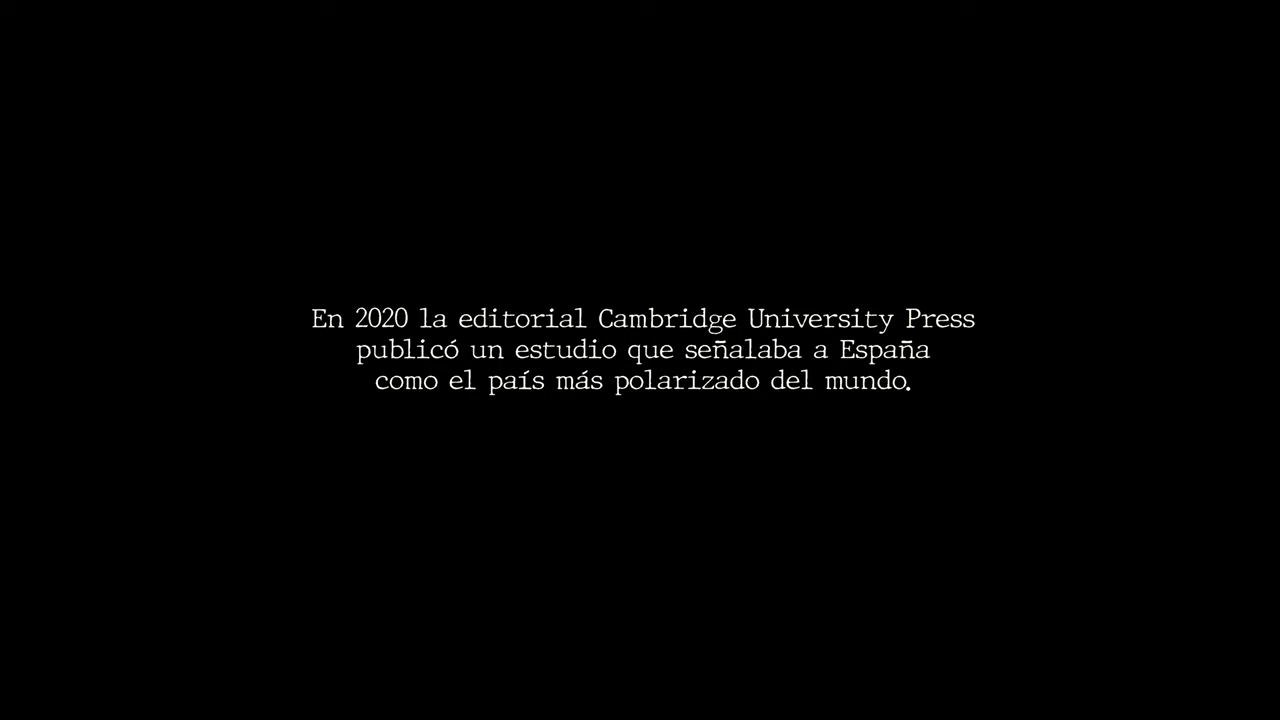 En 2020 la editorial Cambridge University Press
publicó un estudio que señalaba a España
como el país más polarizado del mundo.